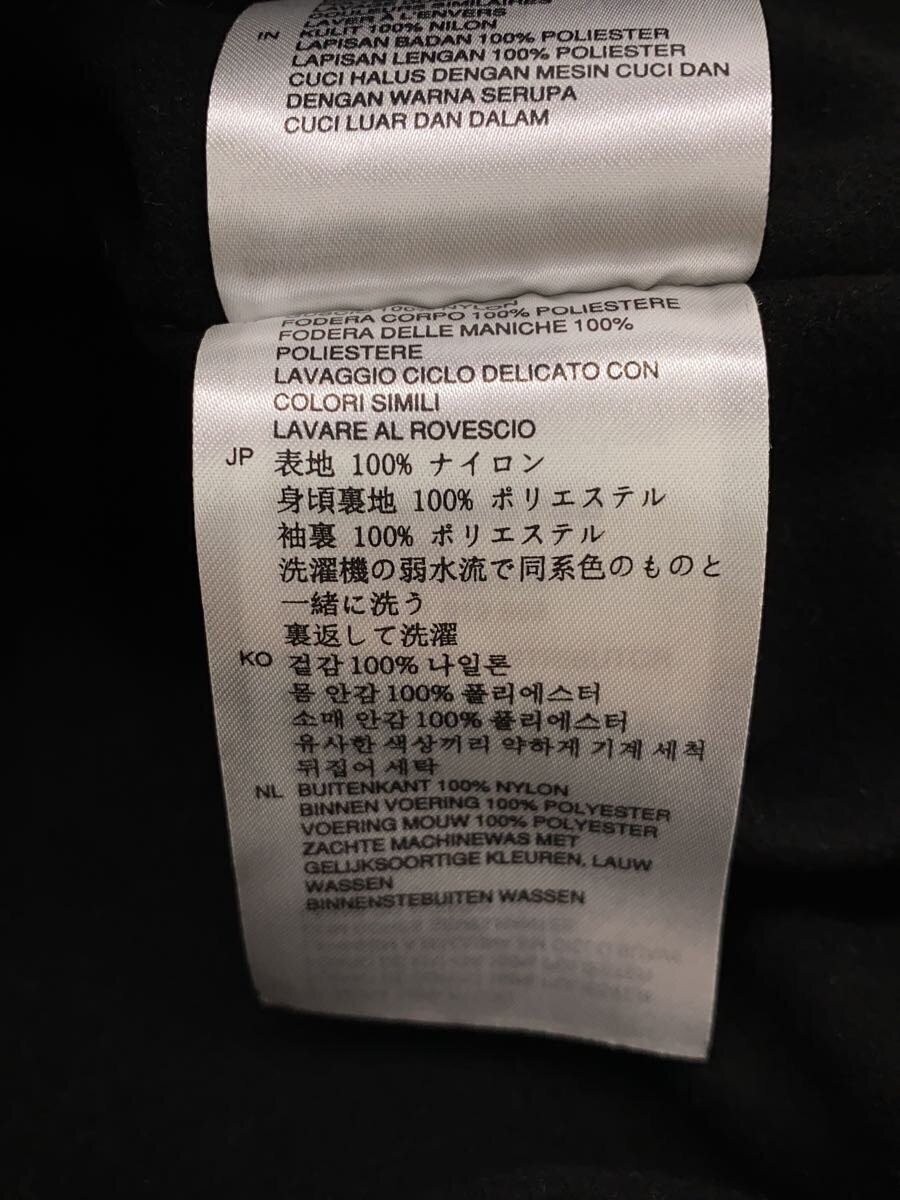 LAVER A L'ENVERS
IN KULIT 100% NILON
LAPISAN BADAN 100% POLIESTER
LAPISAN LENGAN 100% POLIESTER
CUCI HALUS DENGAN MESIN CUCI DAN
DENGAN WARNA SERUPA
CUCI LUAR DAN DALAM
100% NYLON
FODERA CORPO 100% POLIESTERE
FODERA DELLE MANICHE 100%
POLIESTERE
LAVAGGIO CICLO DELICATO CON
COLORI SIMILI
LAVARE AL ROVESCIO
JP 表地 100% ナイロン
身頃裏地 100% ポリエステル
袖裏 100% ポリエステル
洗濯機の弱水流で同系色のものと
一緒に洗う
裏返して洗濯
KO 겉감 100% 나일론
몸 안감 100% 폴리에스터
소매 안감 100% 폴리에스터
유사한 색상끼리 약하게 기계 세척
뒤집어 세탁
NL BUITENKANT 100% NYLON
BINNEN VOERING 100% POLYESTER
VOERING MOUW 100% POLYESTER
ZACHTE MACHINEWAS MET
GELIJKSOORTIGE KLEUREN, LAUW
WASSEN
BINNENSTEBUITEN WASSEN